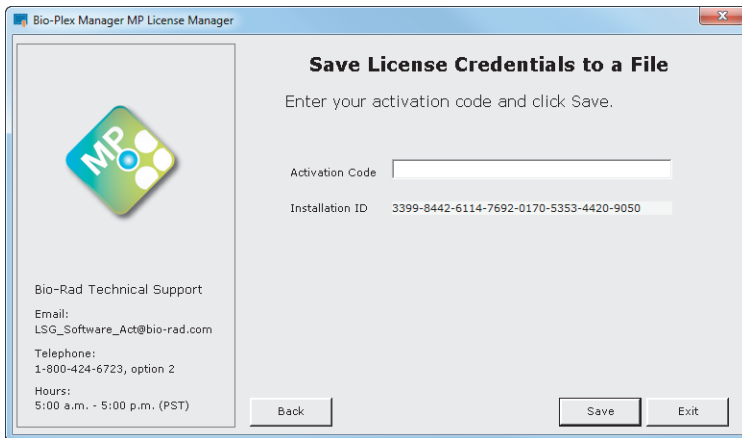 Bio-Plex Manager MP License Manager
x
MP
Save License Credentials to a File
Enter your activation code and click Save.
Activation Code
Installation ID 3399-8442-6114-7692-0170-5353-4420-9050
Bio-Rad Technical Support
Email:
LSG_Software_Act@bio-rad.com
Telephone:
1-800-424-6723, option 2
Hours:
5:00 a.m. - 5:00 p.m. (PST)
Back Save Exit